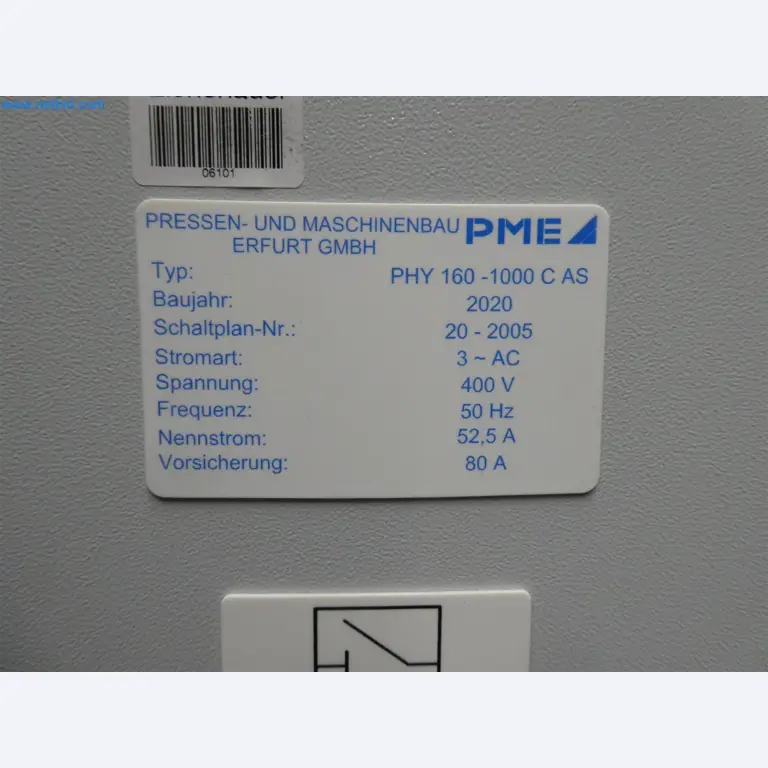 06101
PRESSEN- UND MASCHINENBAU
ERFURT GMBH
PME
Typ: PHY 160 -1000 C AS
Baujahr: 2020
Schaltplan-Nr.: 20 - 2005
Stromart: 3 ~ AC
Spannung: 400 V
Frequenz: 50 Hz
Nennstrom: 52,5 A
Vorsicherung: 80 A